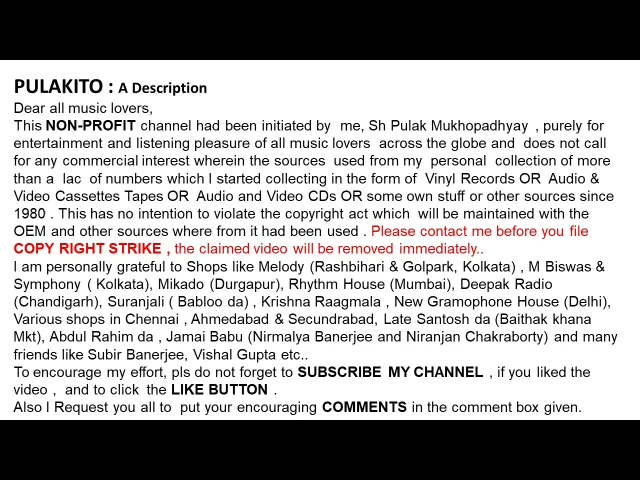 PULAKITO : A Description
Dear all music lovers,
This NON-PROFIT channel had been initiated by me, Sh Pulak Mukhopadhyay , purely for
entertainment and listening pleasure of all music lovers across the globe and does not call
for any commercial interest wherein the sources used from my personal collection of more
than a lac of numbers which I started collecting in the form of Vinyl Records OR Audio &
Video Cassettes Tapes OR Audio and Video CDs OR some own stuff or other sources since
1980 . This has no intention to violate the copyright act which will be maintained with the
OEM and other sources where from it had been used . Please contact me before you file
COPY RIGHT STRIKE , the claimed video will be removed immediately..
I am personally grateful to Shops like Melody (Rashbihari & Golpark, Kolkata) , M Biswas &
Symphony ( Kolkata), Mikado (Durgapur), Rhythm House (Mumbai), Deepak Radio
(Chandigarh), Suranjali ( Babloo da) , Krishna Raagmala , New Gramophone House (Delhi),
Various shops in Chennai , Ahmedabad & Secundrabad, Late Santosh da (Baithak khana
Mkt), Abdul Rahim da , Jamai Babu (Nirmalya Banerjee and Niranjan Chakraborty) and many
friends like Subir Banerjee, Vishal Gupta etc..
To encourage my effort, pls do not forget to SUBSCRIBE MY CHANNEL , if you liked the
video , and to click the LIKE BUTTON .
Also I Request you all to put your encouraging COMMENTS in the comment box given.